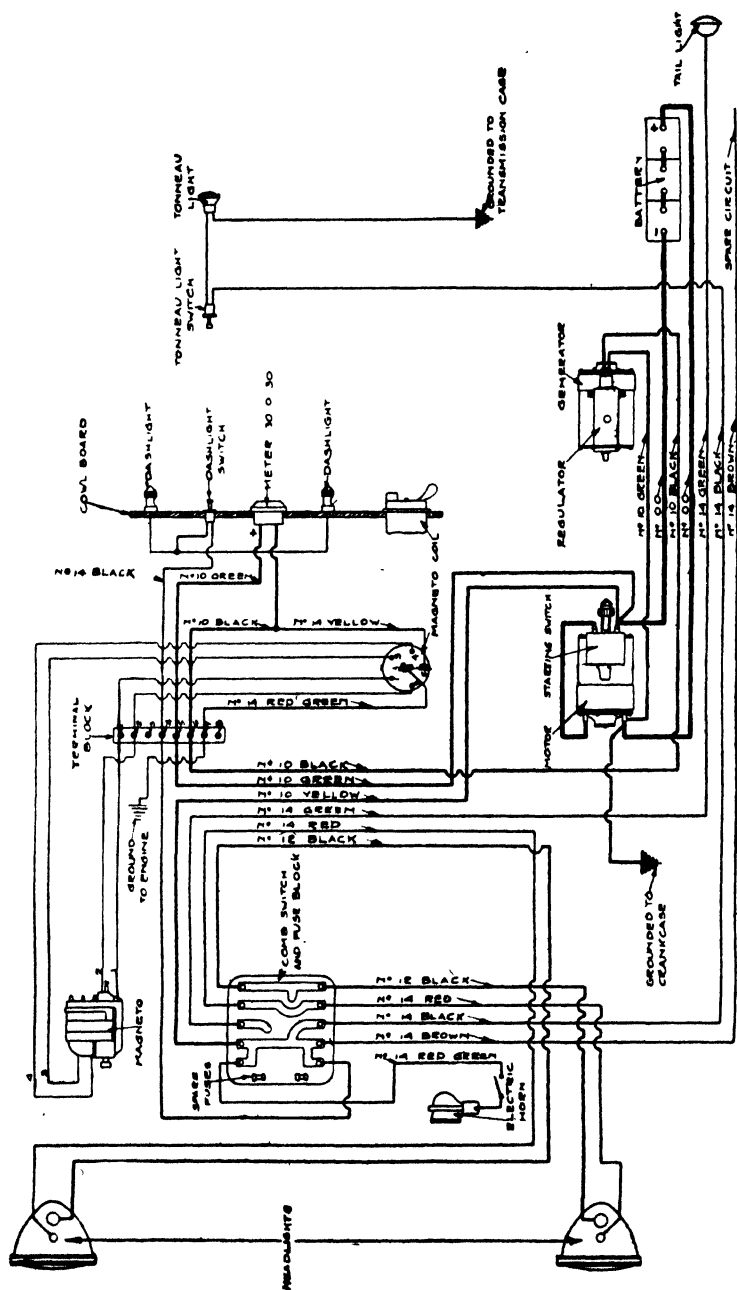 TAIL LIGHT
TONNEAU
LIGHT
GROUNDED TO
TRANSMISSION CASE
BATTERY
+
-
SPARE CIRCUIT
TONNEAU LIGHT
SWITCH
GENERATOR
REGULATOR
COWL BOARD
DASHLIGHT
DASHLIGHT
SWITCH
METER 30 0 30
+
DASHLIGHT
MAGNETO COIL
Nº 14 BLACK
Nº 10 GREEN
Nº 10 BLACK
Nº 14 YELLOW
Nº 14 RED GREEN
Nº 10 GREEN
Nº 00
Nº 10 BLACK
Nº 00
Nº 14 GREEN
Nº 14 BLACK
Nº 14 BROWN
STARTING SWITCH
MOTOR
TERMINAL
BLOCK
GROUND
TO ENGINE
Nº 10 BLACK
Nº 10 GREEN
Nº 10 YELLOW
Nº 14 GREEN
Nº 14 RED
Nº 12 BLACK
GROUNDED TO
CRANKCASE
MAGNETO
2
1
4
3
COMB SWITCH
AND FUSE BLOCK
SPARE
FUSES
Nº 12 BLACK
Nº 14 RED
Nº 14 BLACK
Nº 14 BROWN
Nº 14 RED GREEN
ELECTRIC
HORN
HEADLIGHTS